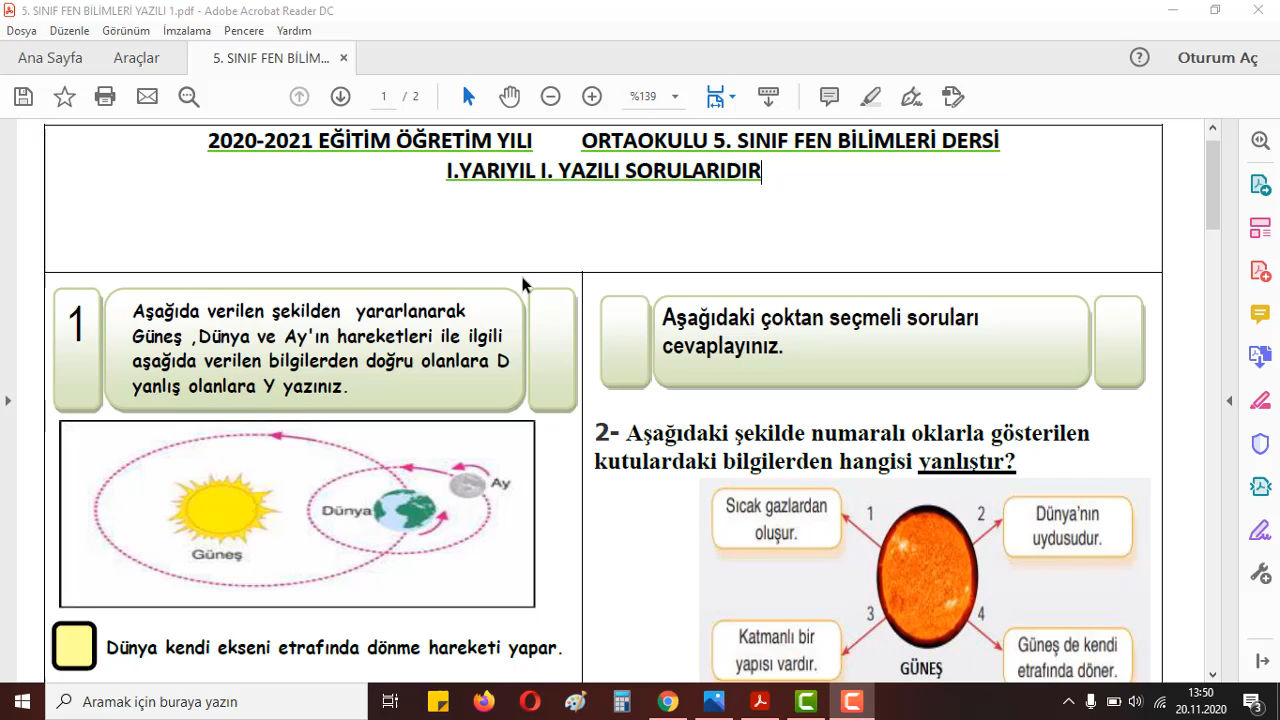 5. SINIF FEN BİLİMLERİ YAZILI 1.pdf - Adobe Acrobat Reader DC
Dosya Düzenle Görünüm İmzalama Pencere Yardım
Ana Sayfa Araçlar 5. SINIF FEN BİLİM... × Oturum Aç
1 / 2 %139
2020-2021 EĞİTİM ÖĞRETİM YILI ORTAOKULU 5. SINIF FEN BİLİMLERİ DERSİ
I.YARIYIL I. YAZILI SORULARIDIR
1
Aşağıda verilen şekilden yararlanarak
Güneş ,Dünya ve Ay'ın hareketleri ile ilgili
aşağıda verilen bilgilerden doğru olanlara D
yanlış olanlara Y yazınız.
Ay
Dünya
Güneş
Dünya kendi ekseni etrafında dönme hareketi yapar.
Aşağıdaki çoktan seçmeli soruları
cevaplayınız.
2- Aşağıdaki şekilde numaralı oklarla gösterilen
kutulardaki bilgilerden hangisi yanlıştır?
Sıcak gazlardan
oluşur.
1
2
Dünya'nın
uydusudur.
3
4
Katmanlı bir
yapısı vardır.
GÜNEŞ
Güneş de kendi
etrafında döner.
Aramak için buraya yazın
13:50
20.11.2020
3